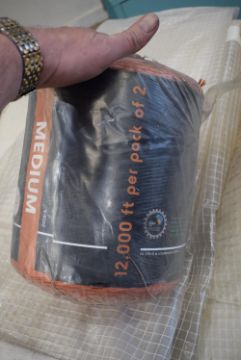 MEDIUM
12,000 ft per pack of 2